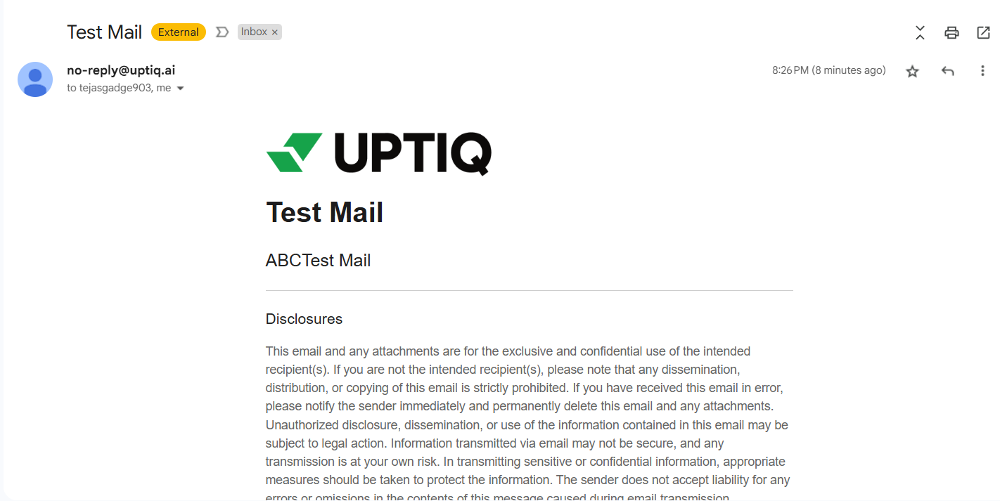 Test Mail External Inbox ×
no-reply@uptiq.ai 8:26 PM (8 minutes ago)
to tejasgadge903, me
UPTIQ
Test Mail
ABCTest Mail
Disclosures
This email and any attachments are for the exclusive and confidential use of the intended
recipient(s). If you are not the intended recipient(s), please note that any dissemination,
distribution, or copying of this email is strictly prohibited. If you have received this email in error,
please notify the sender immediately and permanently delete this email and any attachments.
Unauthorized disclosure, dissemination, or use of the information contained in this email may be
subject to legal action. Information transmitted via email may not be secure, and any
transmission is at your own risk. In transmitting sensitive or confidential information, appropriate
measures should be taken to protect the information. The sender does not accept liability for any
errors or omissions in the contents of this message caused during email transmission.